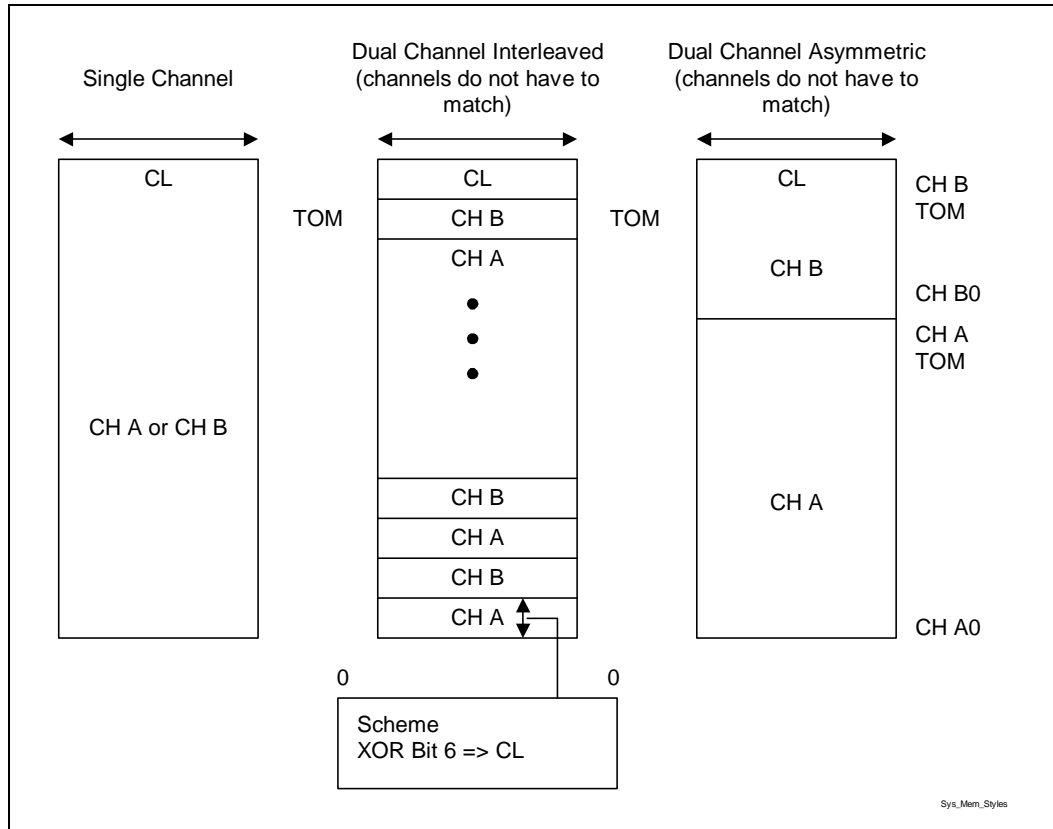 Single Channel
Dual Channel Interleaved
(channels do not have to
match)
Dual Channel Asymmetric
(channels do not have to
match)
CL
CH A or CH B
TOM
CL
CH B
CH A
CH B
CH A
CH B
CH A
TOM
CL
CH B
CH A
CH B
TOM
CH B0
CH A
TOM
CH A0
0
0
Scheme
XOR Bit 6 => CL
Sys_Mem_Styles